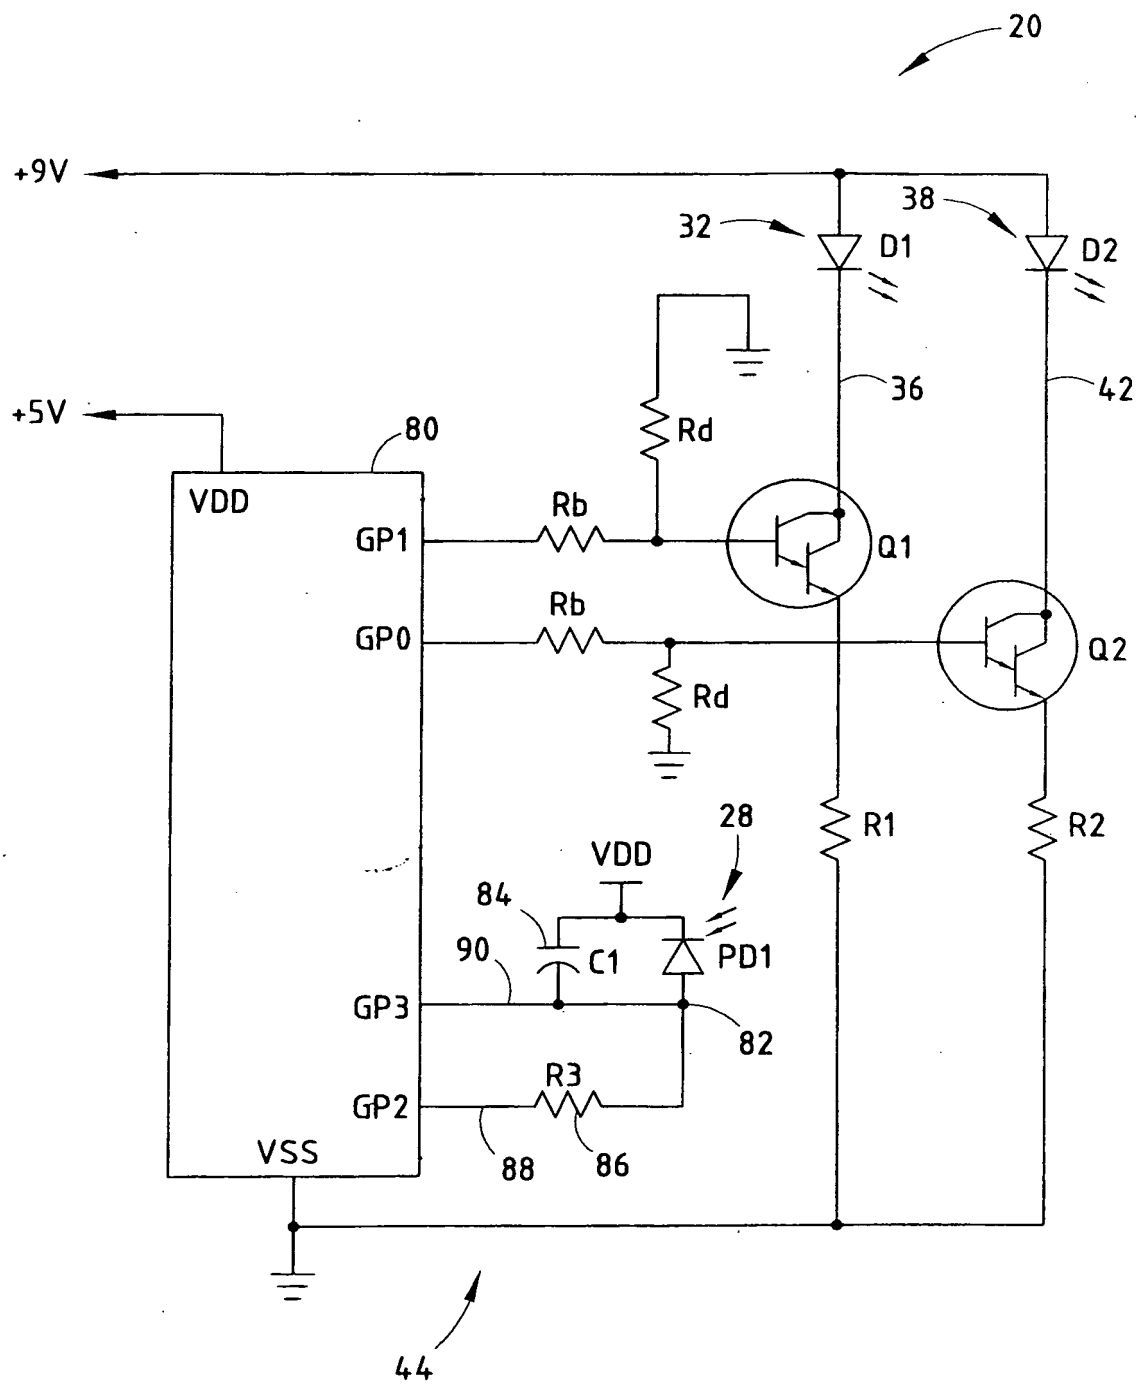 20
+9V
32
D1
38
D2
36
42
+5V
80
Rd
VDD
GP1
Rb
Q1
GP0
Rb
Rd
Q2
R1
R2
28
VDD
84
C1
PD1
90
GP3
82
R3
GP2
88
86
VSS
44